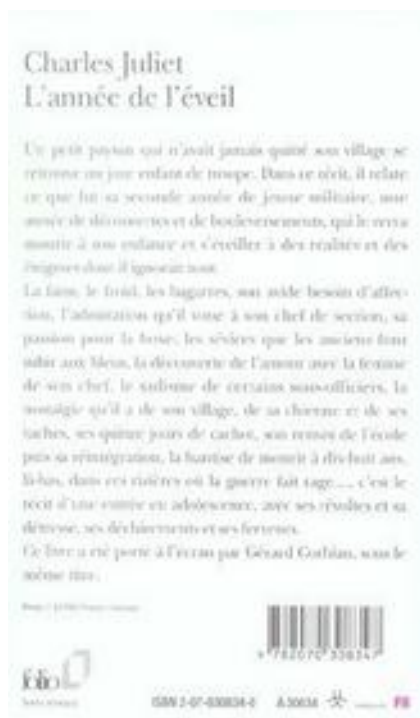 Charles Juliet
L'année de l'éveil
Un petit paysan qui n'avait jamais quitté son village se
retrouve un jour enfant de troupe. Dans ce récit, il relate
ce que fut sa seconde année de jeune militaire, une
année de découvertes et de bouleversements, qui le verra
mourir à son enfance et s'éveiller à des réalités et des
énigmes dont il ignorait tout.
La faim, le froid, les bagarres, son avide besoin d'affec-
tion, l'admiration qu'il voue à son chef de section, sa
passion pour la boxe, les sévices que les anciens font
subir aux bleus, la découverte de l'amour avec la femme
de son chef, le sadisme de certains sous-officiers, la
nostalgie qu'il a de son village, de sa chienne et de ses
vaches, ses quinze jours de cachot, son renvoi de l'école
puis sa réintégration, la hantise de mourir à dix-huit ans,
là-bas, dans ces rizières où la guerre fait rage..., c'est le
récit d'une entrée en adolescence, avec ses révoltes et sa
détresse, ses déchirements et ses ferveurs.
Ce livre a été porté à l'écran par Gérard Corbiau, sous le
même titre.
9 782070 308347
folio
ISBN 2-07-030834-0 A 30834 F8